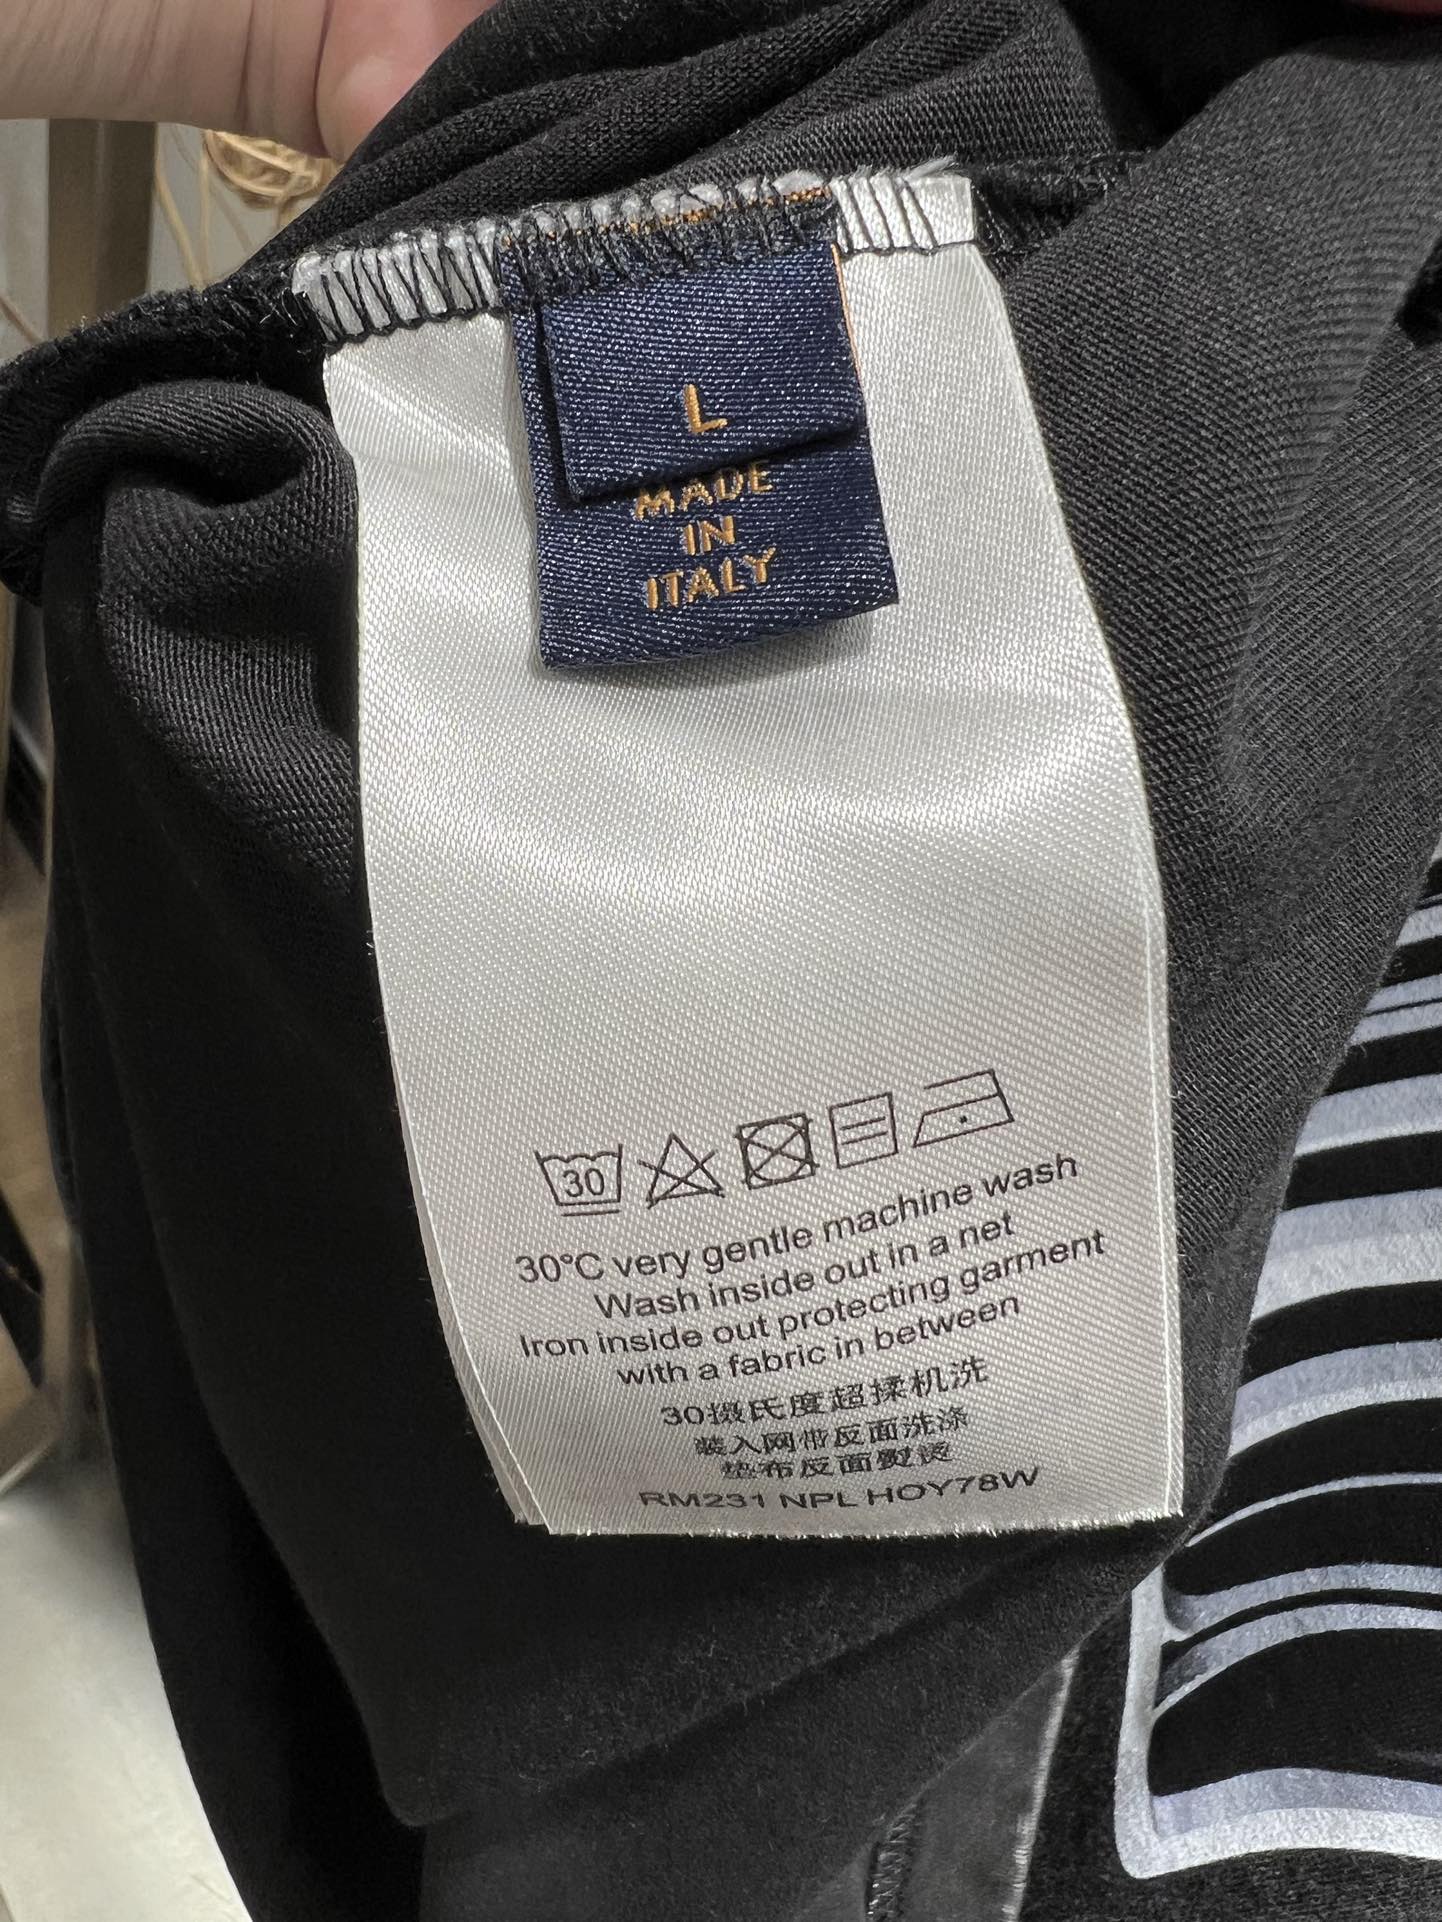 L
MADE
IN
ITALY
30
30°C very gentle machine wash
Wash inside out in a net
Iron inside out protecting garment
with a fabric in between
30摄氏度超揉机洗
装入网带反面洗涤
垫布反面熨烫
RM231 NPL HOY78W